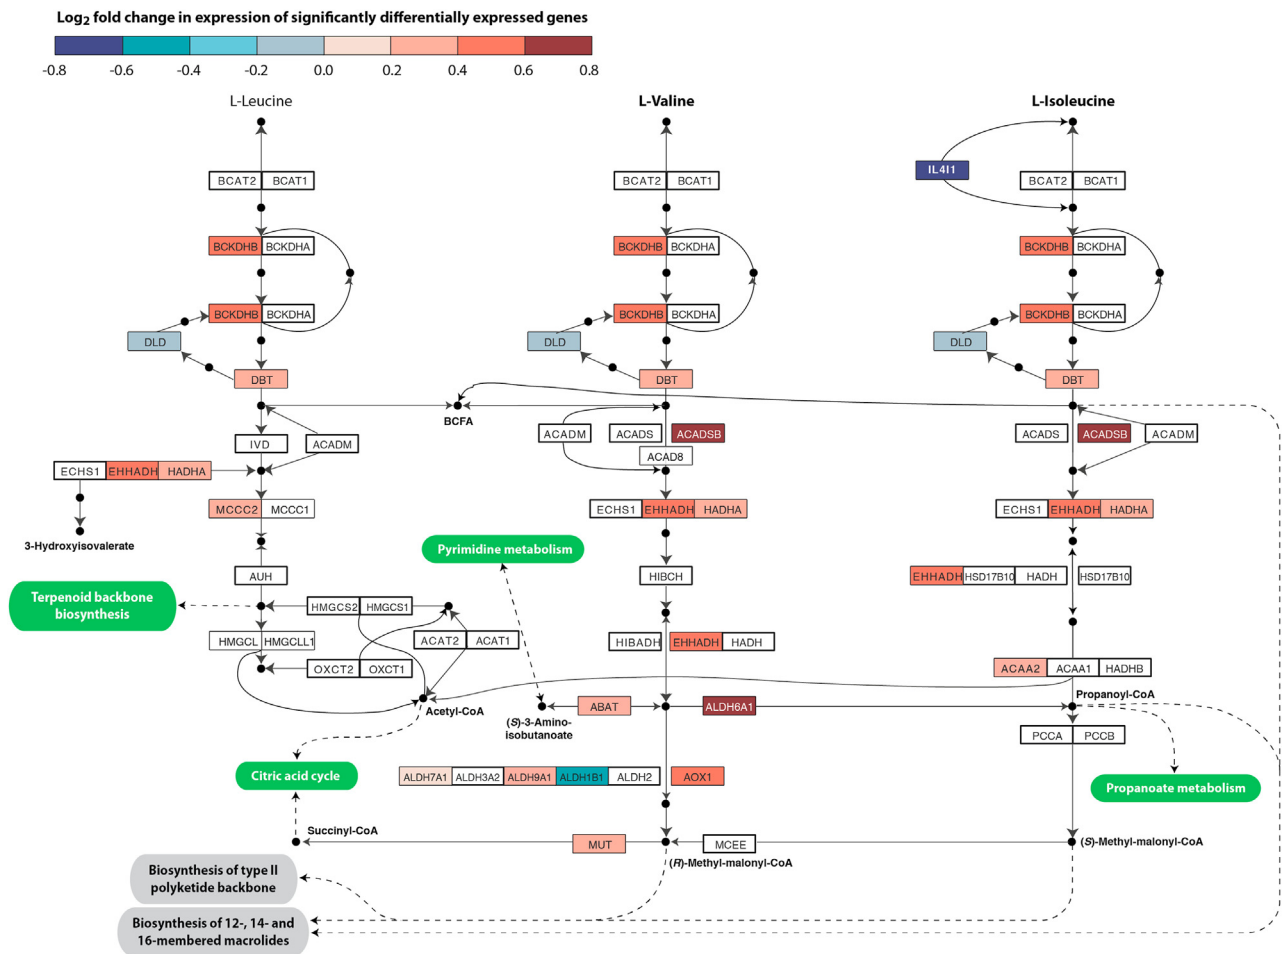 Log2 fold change in expression of significantly differentially expressed genes
-0.8 -0.6 -0.4 -0.2 0.0 0.2 0.4 0.6 0.8
L-Leucine L-Valine L-Isoleucine
IL4I1
BCAT2 BCAT1 BCAT2 BCAT1 BCAT2 BCAT1
BCKDHB BCKDHA BCKDHB BCKDHA BCKDHB BCKDHA
BCKDHB BCKDHA BCKDHB BCKDHA BCKDHB BCKDHA
DLD DLD DLD
DBT DBT DBT
BCFA
IVD ACADM ACADM ACADS ACADSB ACADS ACADSB ACADM
ACAD8
ECHS1 EHHADH HADHA
MCCC2 MCCC1 ECHS1 EHHADH HADHA ECHS1 EHHADH HADHA
3-Hydroxyisovalerate
Pyrimidine metabolism
AUH HIBCH EHHADH HSD17B10 HADH HSD17B10
Terpenoid backbone
biosynthesis
HMGCS2 HMGCS1
HMGCL HMGCLL1 ACAT2 ACAT1 HIBADH EHHADH HADH
OXCT2 OXCT1 ACAA2 ACAA1 HADHB
Propanoyl-CoA
Acetyl-CoA ABAT ALDH6A1
(S)-3-Amino-
isobutanoate
PCCA PCCB
Citric acid cycle ALDH7A1 ALDH3A2 ALDH9A1 ALDH1B1 ALDH2 AOX1
Propanoate metabolism
Succinyl-CoA
MUT MCEE (S)-Methyl-malonyl-CoA
(R)-Methyl-malonyl-CoA
Biosynthesis of type II
polyketide backbone
Biosynthesis of 12-, 14- and
16-membered macrolides